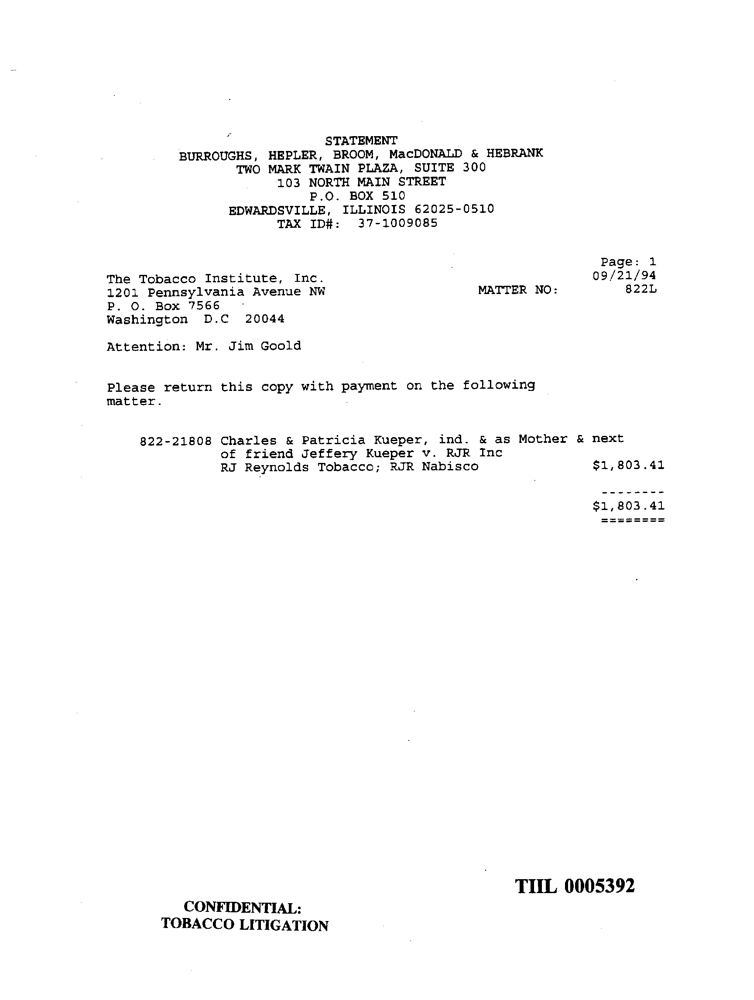 STATEMENT
BURROUGHS, HEPLER, BROOM, MacDONALD & HEBRANK
TWO MARK TWAIN PLAZA, SUITE 300
103 NORTH MAIN STREET
P.O. BOX 510
EDWARDSVILLE, ILLINOIS 62025-0510
TAX ID#: 37-1009085
Page: 1
The Tobacco Institute, Inc. 09/21/94
1201 Pennsylvania Avenue NW MATTER NO: 822L
P. O. Box 7566
Washington D.C 20044
Attention: Mr. Jim Goold
Please return this copy with payment on the following
matter.
822-21808 Charles & Patricia Kueper, ind. & as Mother & next
of friend Jeffery Kueper v. RJR Inc
RJ Reynolds Tobacco; RJR Nabisco $1,803.41
--------
$1,803.41
========
TIIL 0005392
CONFIDENTIAL:
TOBACCO LITIGATION